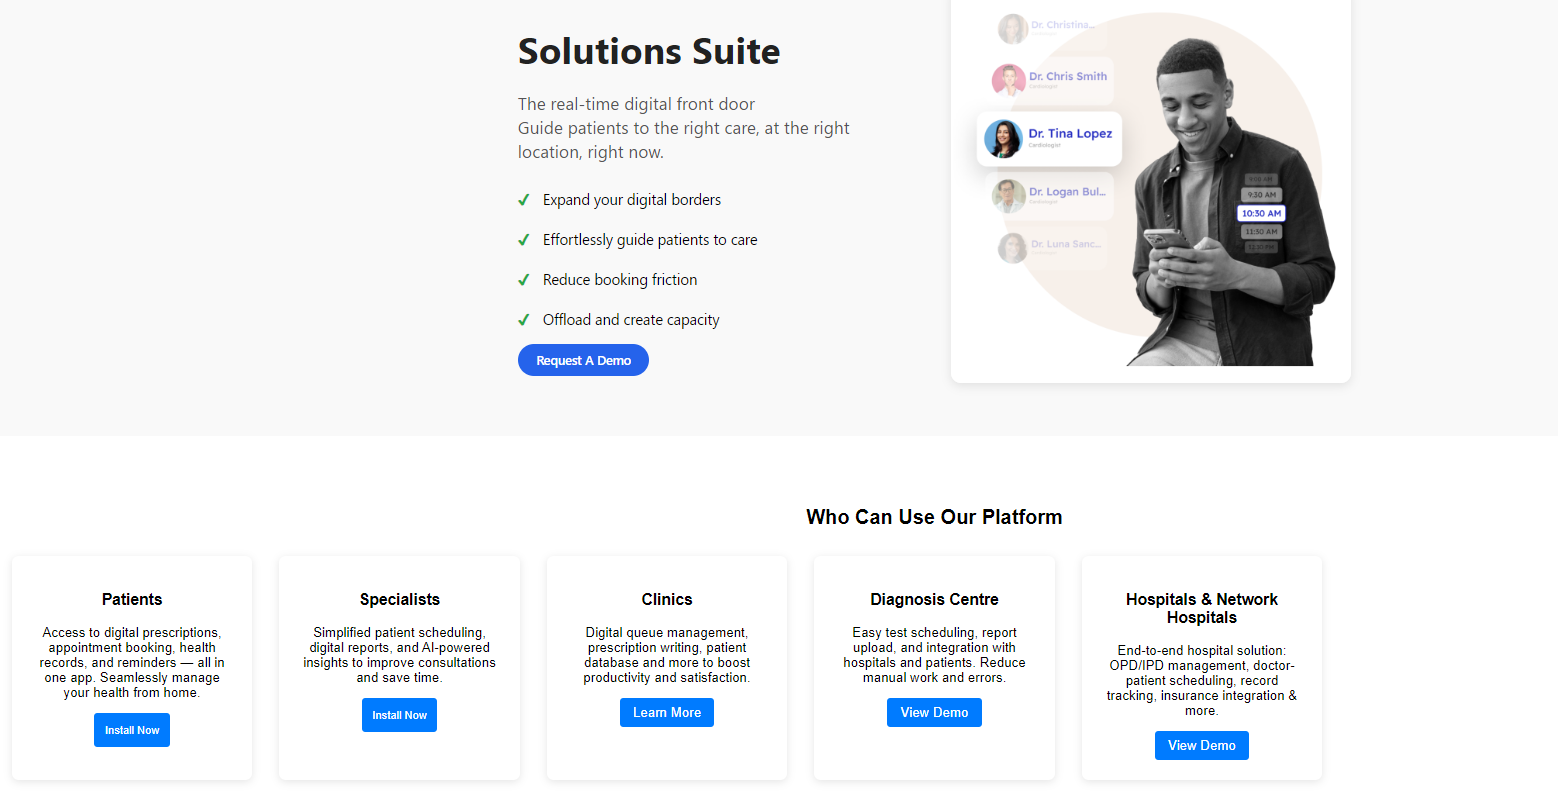 Solutions Suite
The real-time digital front door
Guide patients to the right care, at the right
location, right now.
Expand your digital borders
Effortlessly guide patients to care
Reduce booking friction
Offload and create capacity
Request A Demo
Dr. Christina...
Dr. Chris Smith
Cardiologist
Dr. Tina Lopez
Cardiologist
Dr. Logan Bul...
Cardiologist
Dr. Luna Sanc...
9:00 AM
9:30 AM
10:30 AM
11:30 AM
12:30 PM
Who Can Use Our Platform
Patients
Access to digital prescriptions,
appointment booking, health
records, and reminders — all in
one app. Seamlessly manage
your health from home.
Install Now
Specialists
Simplified patient scheduling,
digital reports, and AI-powered
insights to improve consultations
and save time.
Install Now
Clinics
Digital queue management,
prescription writing, patient
database and more to boost
productivity and satisfaction.
Learn More
Diagnosis Centre
Easy test scheduling, report
upload, and integration with
hospitals and patients. Reduce
manual work and errors.
View Demo
Hospitals & Network
Hospitals
End-to-end hospital solution:
OPD/IPD management, doctor-
patient scheduling, record
tracking, insurance integration &
more.
View Demo